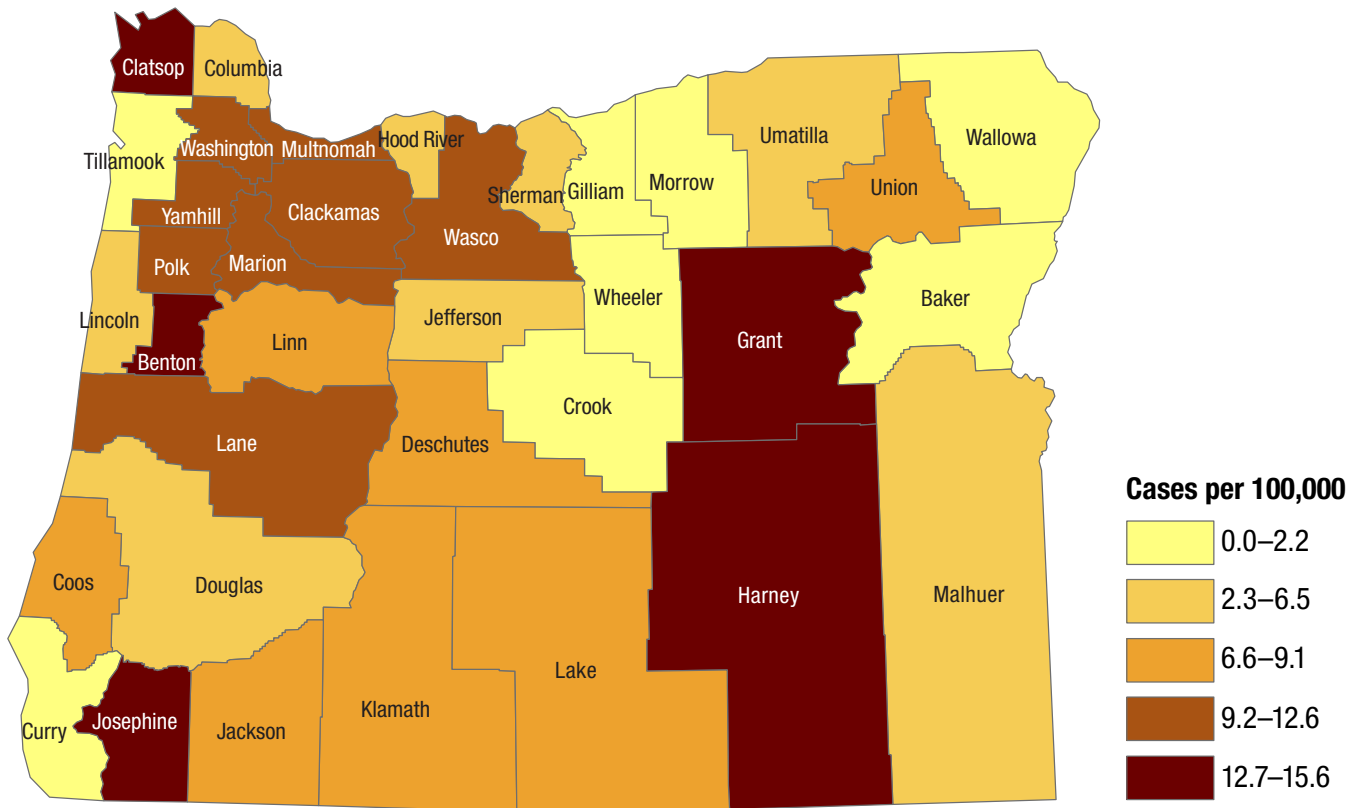 Clatsop
Columbia
Tillamook
Washington
Multnomah
Hood River
Umatilla
Wallowa
Sherman
Gilliam
Morrow
Union
Yamhill
Clackamas
Wasco
Polk
Marion
Wheeler
Baker
Lincoln
Jefferson
Linn
Grant
Benton
Crook
Lane
Deschutes
Coos
Douglas
Harney
Malhuer
Lake
Klamath
Curry
Josephine
Jackson
Cases per 100,000
0.0–2.2
2.3–6.5
6.6–9.1
9.2–12.6
12.7–15.6